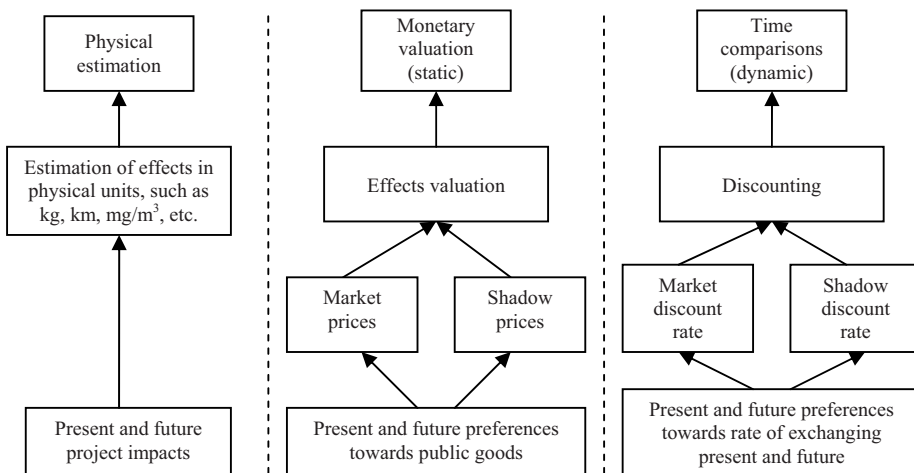 Physical
estimation
Estimation of effects in
physical units, such as
kg, km, mg/m³, etc.
Present and future
project impacts
Monetary
valuation
(static)
Effects valuation
Market
prices
Shadow
prices
Present and future preferences
towards public goods
Time
comparisons
(dynamic)
Discounting
Market
discount
rate
Shadow
discount
rate
Present and future preferences
towards rate of exchanging
present and future